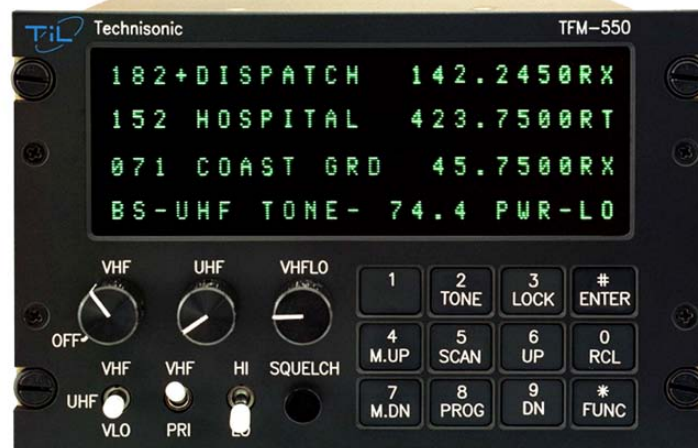 TiL Technisonic TFM-550
182+DISPATCH 142.2450RX
152 HOSPITAL 423.7500RT
071 COAST GRD 45.7500RX
BS-UHF TONE- 74.4 PWR-LO
VHF UHF VHFLO
OFF
1 2 3 #
TONE LOCK ENTER
4 5 6 0
M.UP SCAN UP RCL
VHF VHF HI SQUELCH
UHF
VLO PRI LO
7 8 9 *
M.DN PROG DN FUNC